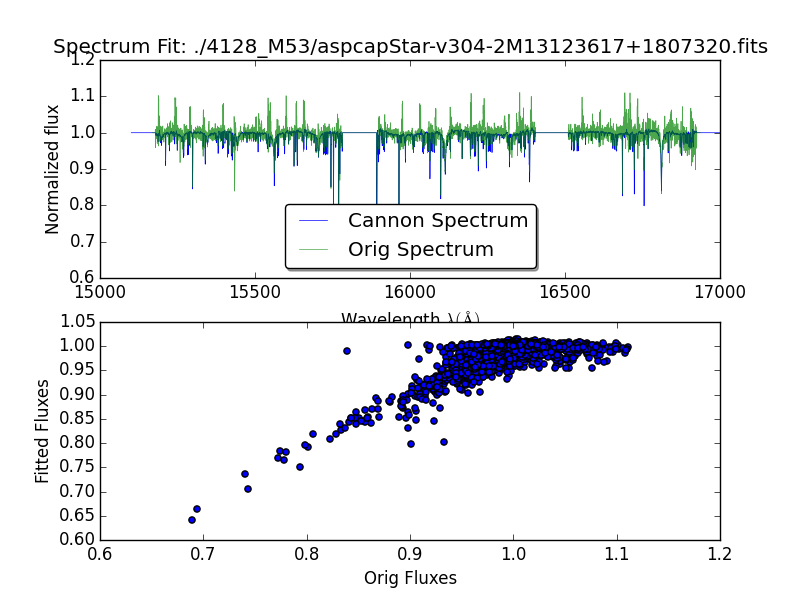 Spectrum Fit: ./4128_M53/aspcapStar-v304-2M13123617+1807320.fits
1.2
1.1
1.0
0.9
0.8
0.7
0.6
Normalized flux
Cannon Spectrum
Orig Spectrum
15000 15500 16000 16500 17000
Wavelength λ(Å)
1.05
1.00
0.95
0.90
0.85
0.80
0.75
0.70
0.65
0.60
Fitted Fluxes
0.6 0.7 0.8 0.9 1.0 1.1 1.2
Orig Fluxes